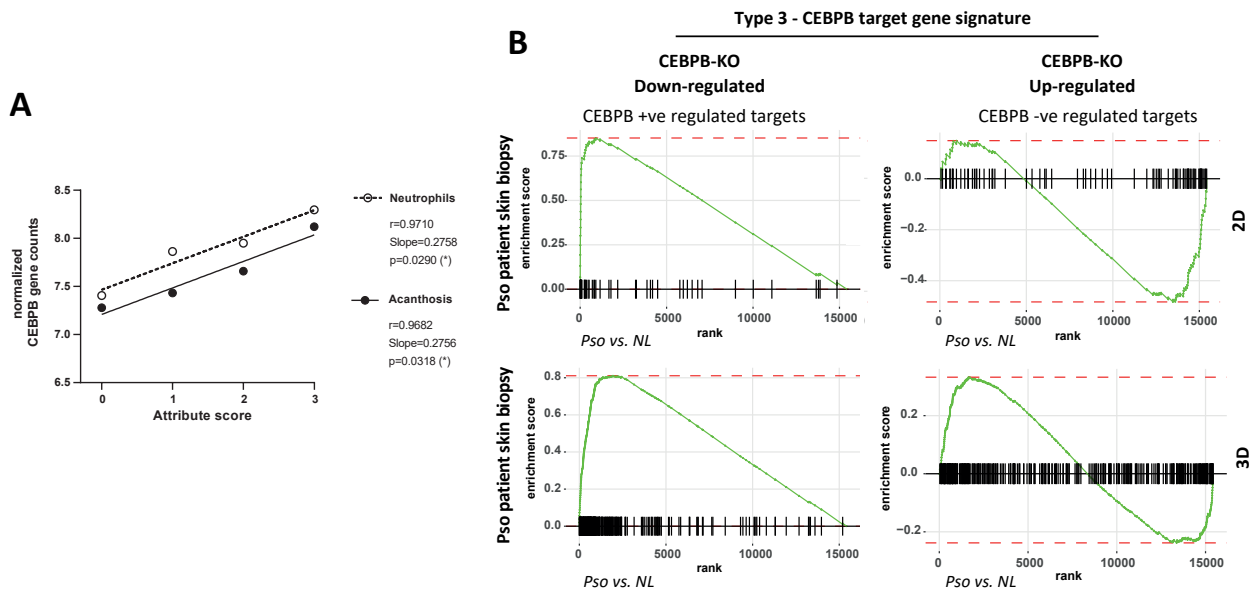 A
normalized
CEBPB gene counts
8.5
8.0
7.5
7.0
6.5
0
1
2
3
Attribute score
Neutrophils
r=0.9710
Slope=0.2758
p=0.0290 (*)
Acanthosis
r=0.9682
Slope=0.2756
p=0.0318 (*)
B
Type 3 - CEBPB target gene signature
CEBPB-KO
Down-regulated
CEBPB +ve regulated targets
CEBPB-KO
Up-regulated
CEBPB -ve regulated targets
Pso patient skin biopsy
enrichment score
0.75
0.50
0.25
0.00
0
5000
10000
15000
rank
Pso vs. NL
enrichment score
0.0
−0.2
−0.4
0
5000
10000
15000
rank
Pso vs. NL
2D
Pso patient skin biopsy
enrichment score
0.8
0.6
0.4
0.2
0.0
0
5000
10000
15000
rank
Pso vs. NL
enrichment score
0.2
0.0
−0.2
0
5000
10000
15000
rank
Pso vs. NL
3D